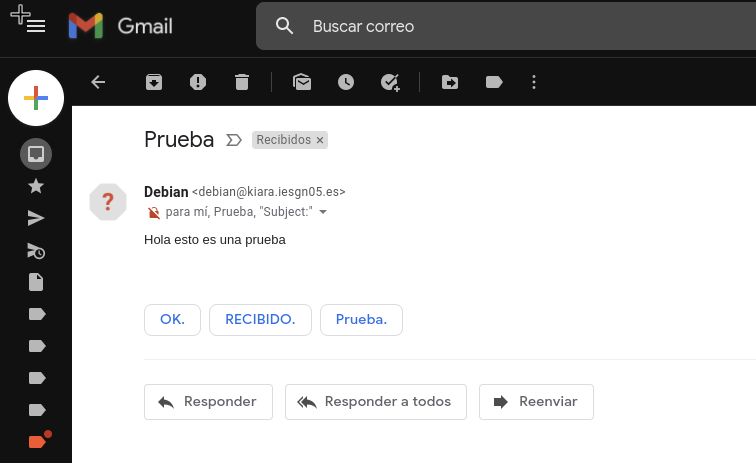 Gmail
Buscar correo
Prueba Recibidos ×
Debian <debian@kiara.iesgn05.es>
para mí, Prueba, "Subject:"
Hola esto es una prueba
OK. RECIBIDO. Prueba.
Responder Responder a todos Reenviar